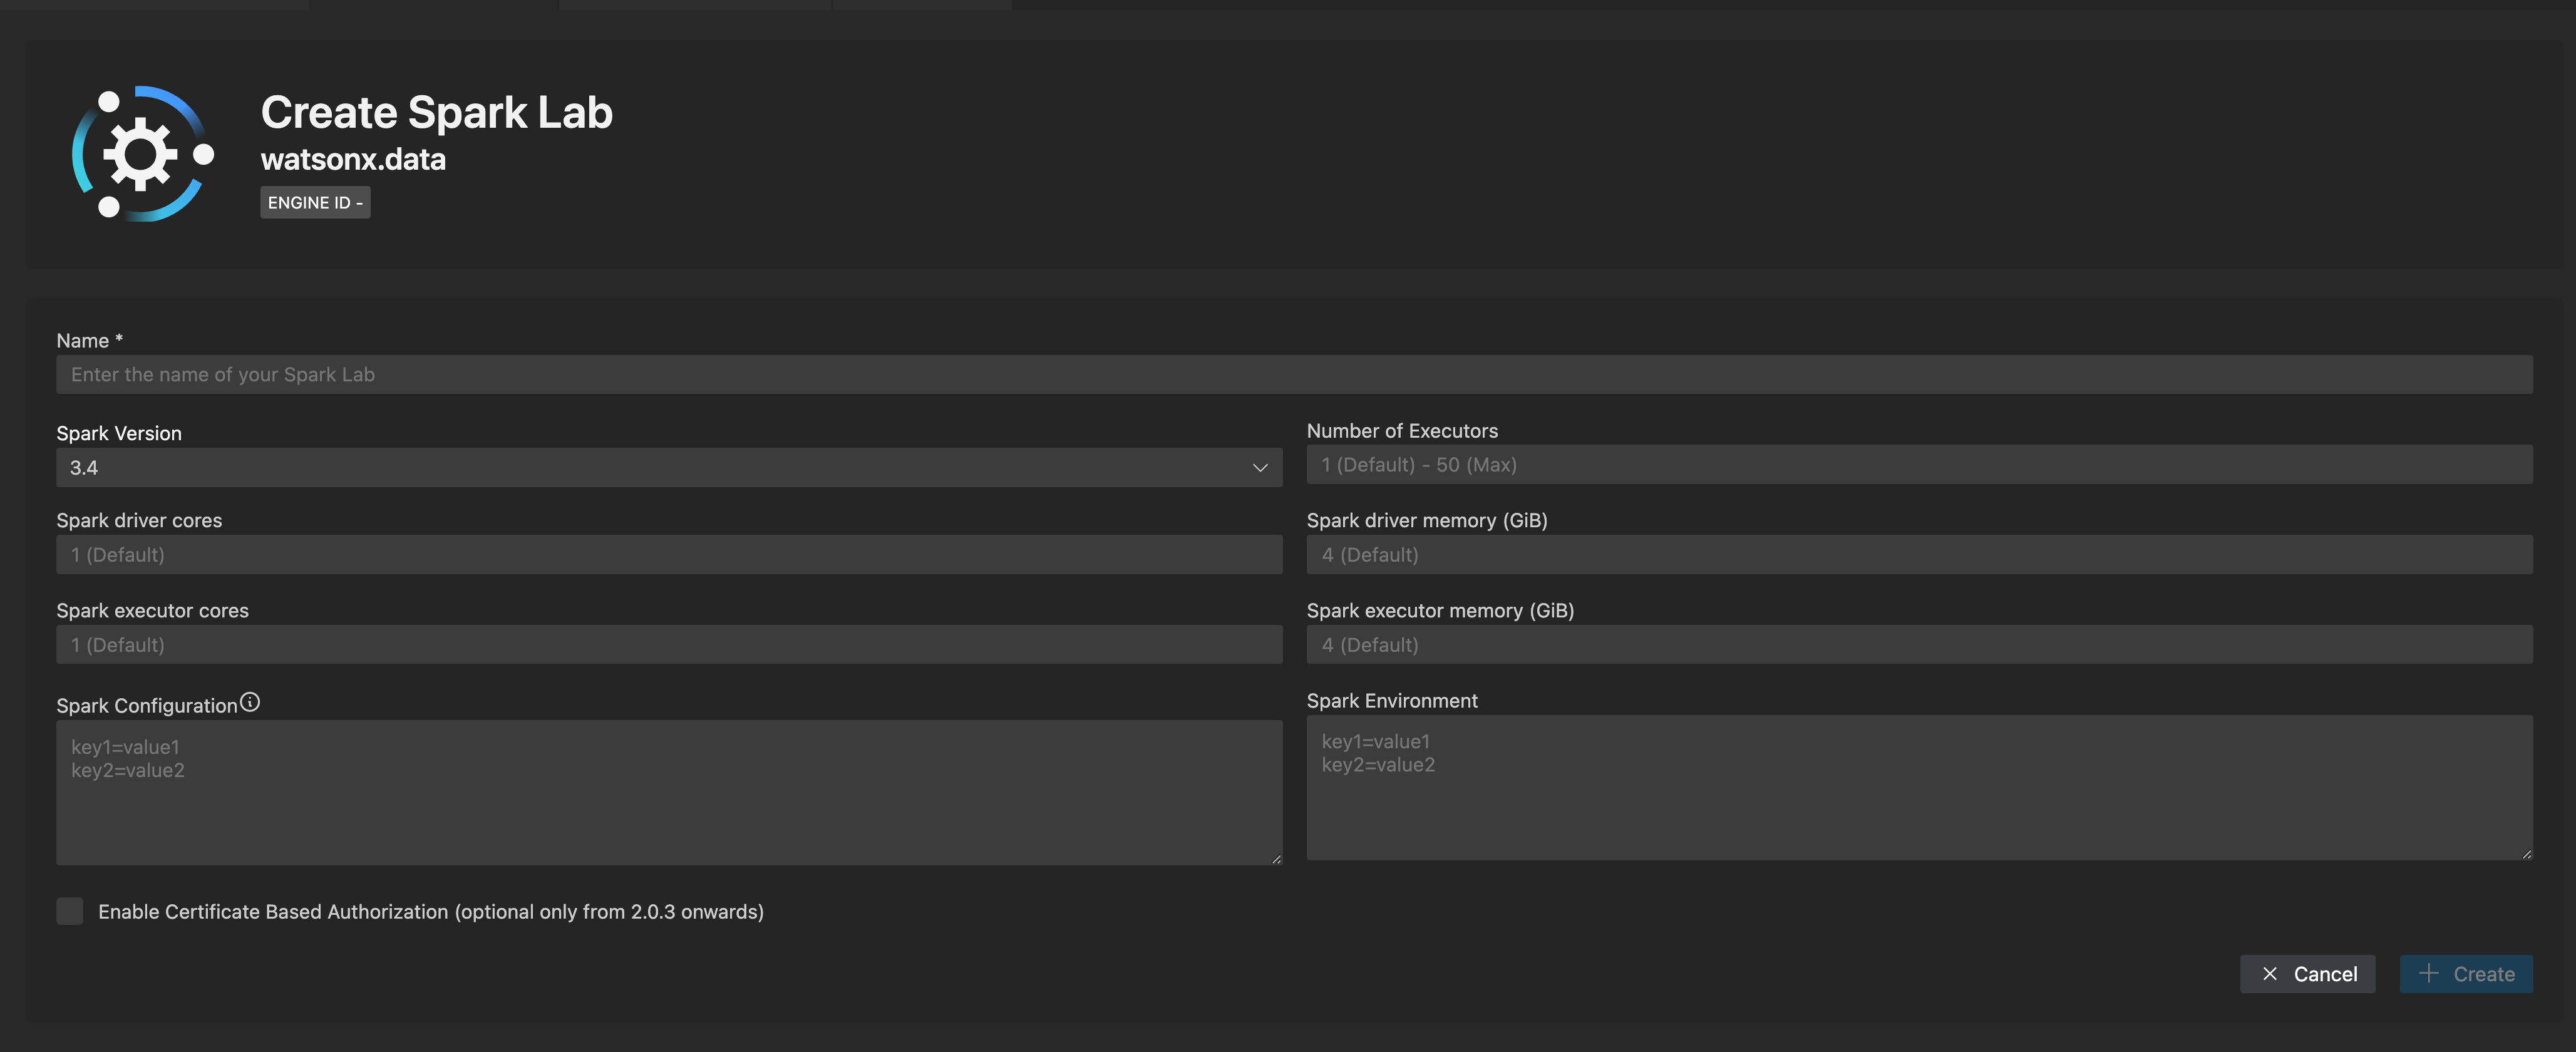 Create Spark Lab
watsonx.data
ENGINE ID -
Name *
Enter the name of your Spark Lab
Spark Version
3.4
Number of Executors
1 (Default) - 50 (Max)
Spark driver cores
1 (Default)
Spark driver memory (GiB)
4 (Default)
Spark executor cores
1 (Default)
Spark executor memory (GiB)
4 (Default)
Spark Configuration
key1=value1
key2=value2
Spark Environment
key1=value1
key2=value2
Enable Certificate Based Authorization (optional only from 2.0.3 onwards)
Cancel
Create